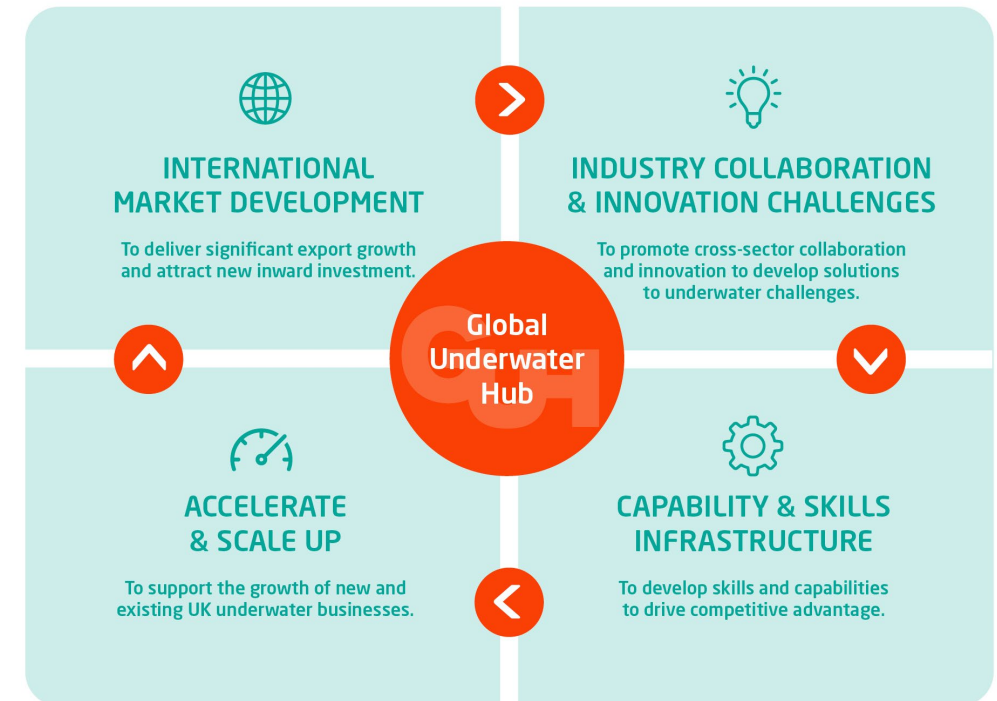 INTERNATIONAL
MARKET DEVELOPMENT
To deliver significant export growth
and attract new inward investment.
INDUSTRY COLLABORATION
& INNOVATION CHALLENGES
To promote cross-sector collaboration
and innovation to develop solutions
to underwater challenges.
GUH
Global
Underwater
Hub
ACCELERATE
& SCALE UP
To support the growth of new and
existing UK underwater businesses.
CAPABILITY & SKILLS
INFRASTRUCTURE
To develop skills and capabilities
to drive competitive advantage.